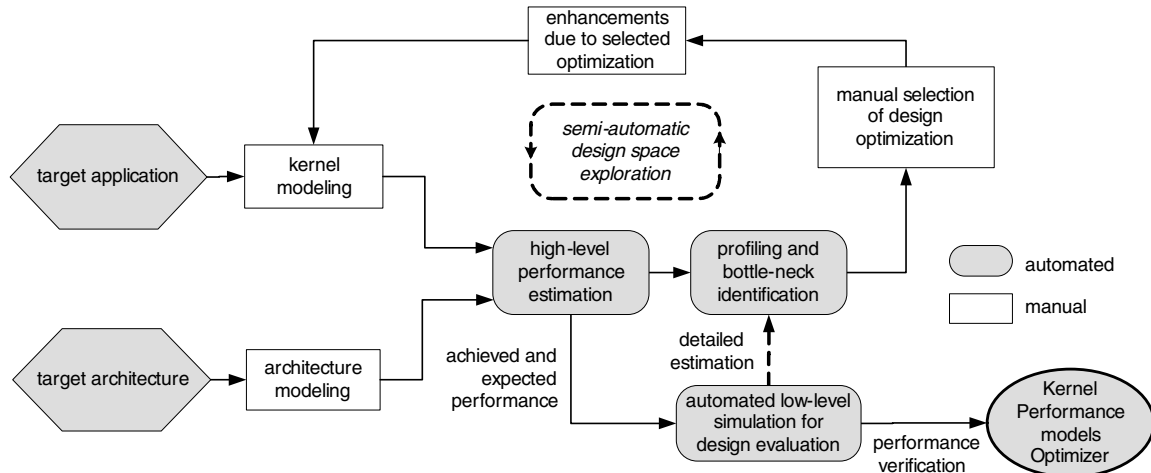 enhancements
due to selected
optimization
manual selection
of design
optimization
semi-automatic
design space
exploration
target application
kernel
modeling
high-level
performance
estimation
profiling and
bottle-neck
identification
automated
manual
target architecture
architecture
modeling
achieved and
expected
performance
detailed
estimation
automated low-level
simulation for
design evaluation
performance
verification
Kernel
Performance
models
Optimizer